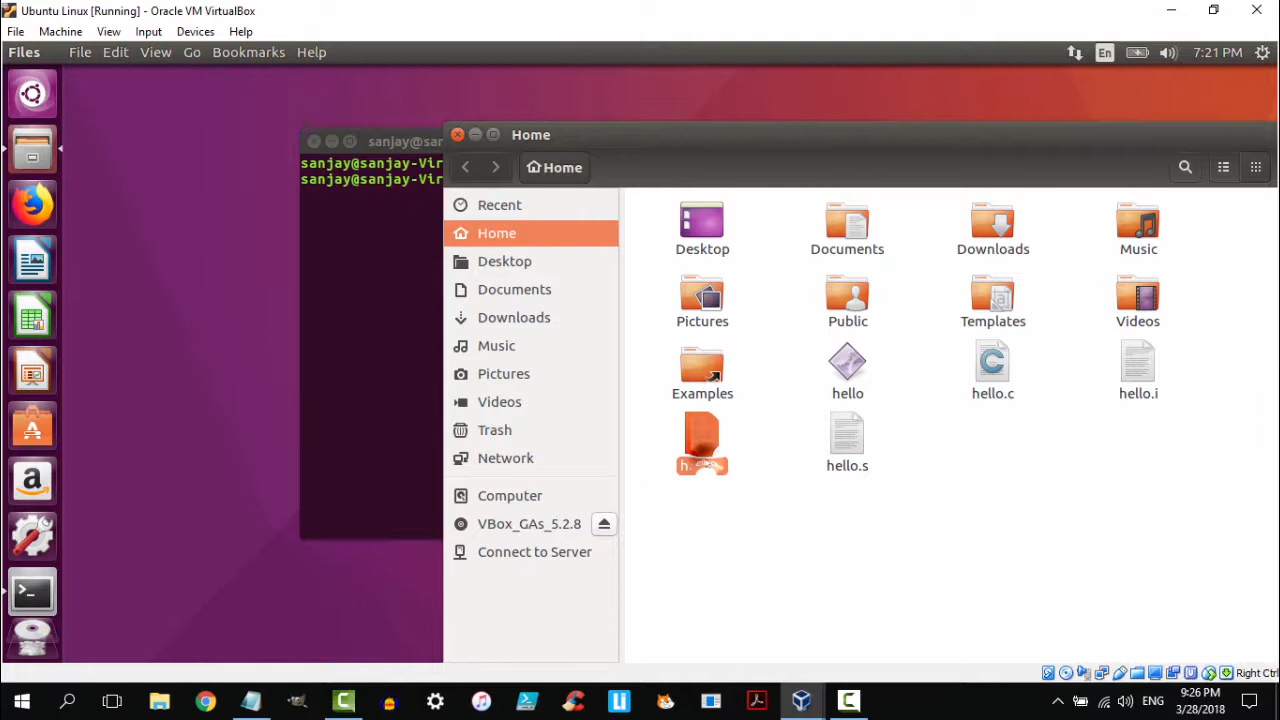 Ubuntu Linux [Running] - Oracle VM VirtualBox
File Machine View Input Devices Help
Files File Edit View Go Bookmarks Help En 7:21 PM
sanjay@sar
Home
sanjay@sanjay-Vir
sanjay@sanjay-Vir
Home
Recent
Home
Desktop
Documents
Downloads
Music
Pictures
Videos
Trash
Network
Computer
VBox_GAs_5.2.8
Connect to Server
Desktop Documents Downloads Music
Pictures Public Templates Videos
Examples hello hello.c hello.i
hello.s
Right Ctrl
ENG
9:26 PM
3/28/2018